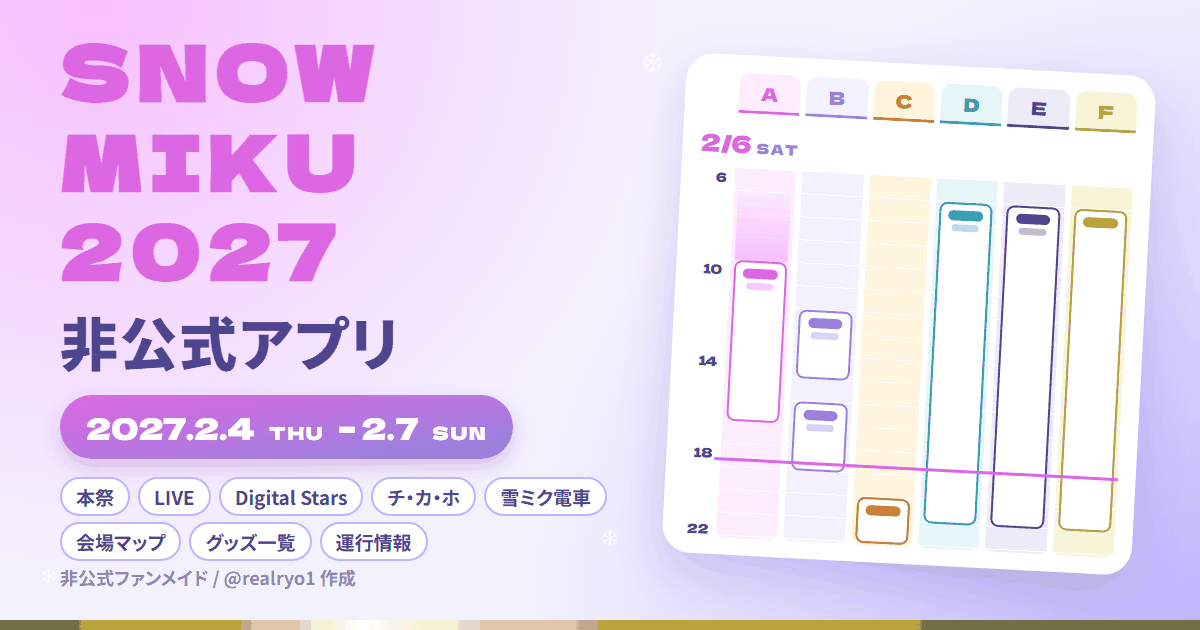 SNOW
MIKU
2027
非公式アプリ
2027.2.4 THU - 2.7 SUN
本祭 LIVE Digital Stars チ・カ・ホ 雪ミク電車
会場マップ グッズ一覧 運行情報
非公式ファンメイド / @realryo1 作成
A B C D E F
2/6 SAT
6
10
14
18
22